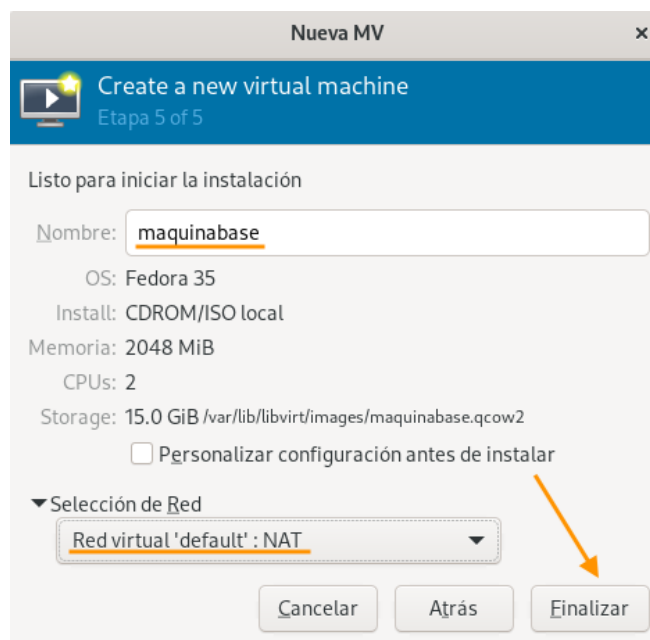 Nueva MV
Create a new virtual machine
Etapa 5 of 5
Listo para iniciar la instalación
Nombre: maquinabase
OS: Fedora 35
Install: CDROM/ISO local
Memoria: 2048 MiB
CPUs: 2
Storage: 15.0 GiB /var/lib/libvirt/images/maquinabase.qcow2
Personalizar configuración antes de instalar
Selección de Red
Red virtual 'default' : NAT
Cancelar Atrás Finalizar